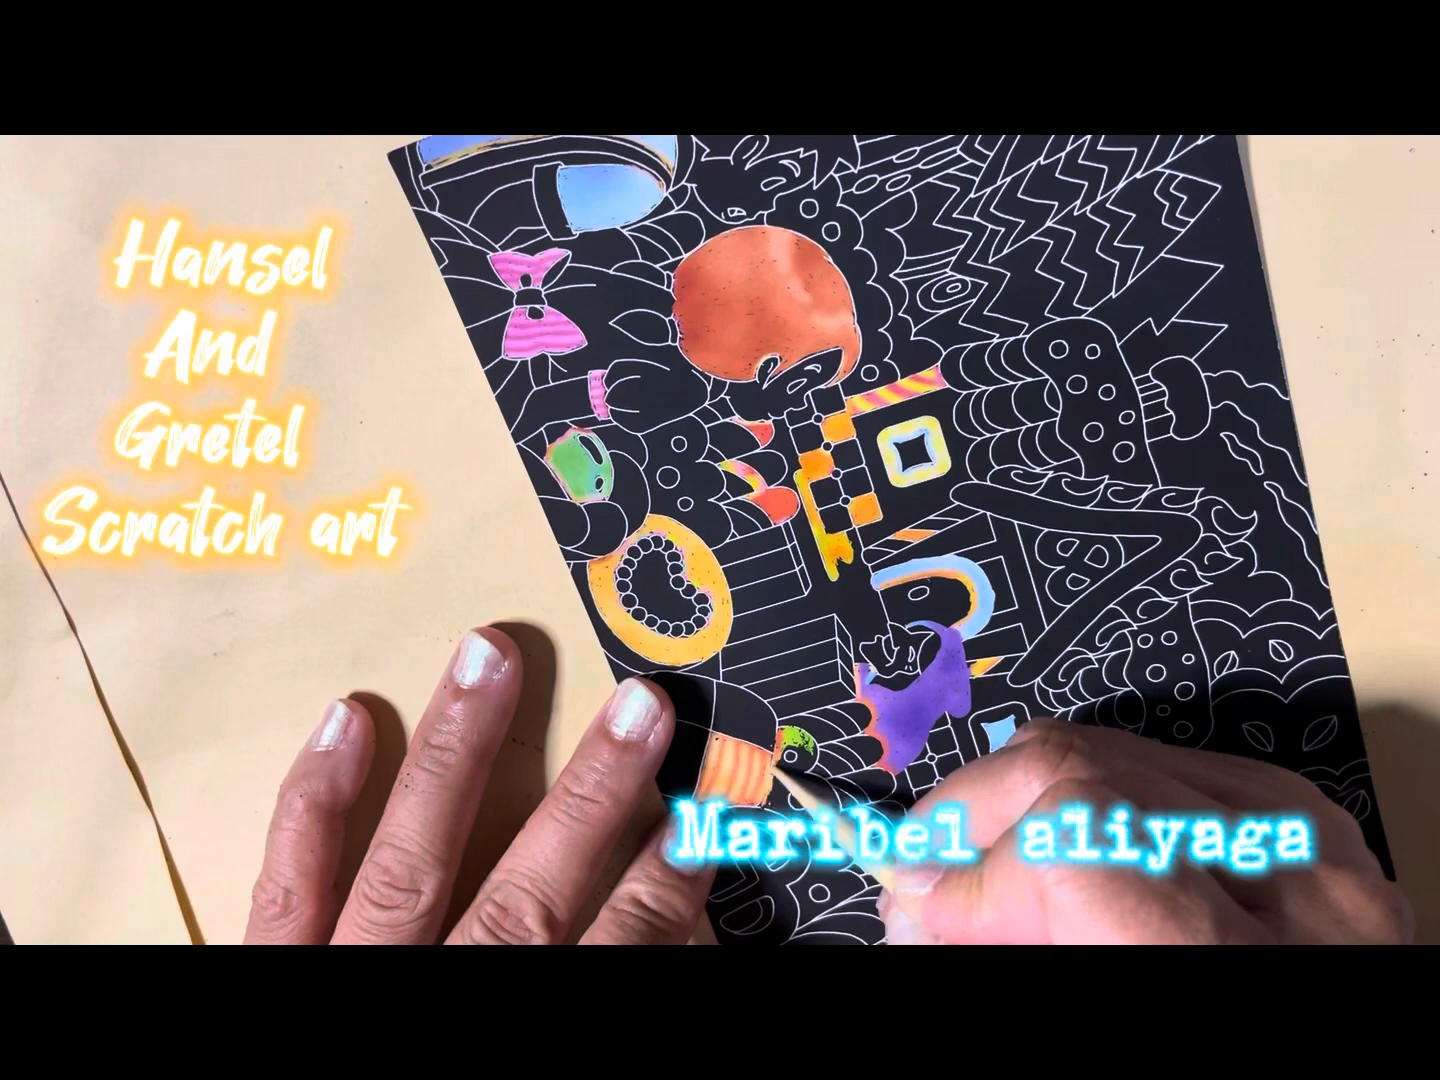 Hansel
And
Gretel
Scratch art
Maribel aliyaga